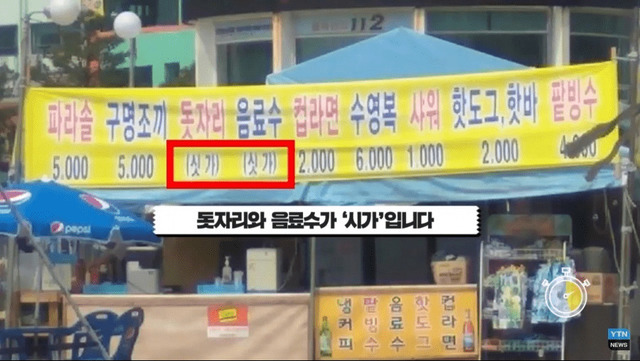 112
파라솔 구명조끼 돗자리 음료수 컵라면 수영복 샤워 핫도그,핫바 팥빙수
5.000 5.000 (싯가) (싯가) 2.000 6.000 1.000 2.000
돗자리와 음료수가 ‘시가’입니다
pepsi
pepsi
냉커피 팥빙수 음료수 핫도그 컵라면
YTN
NEWS